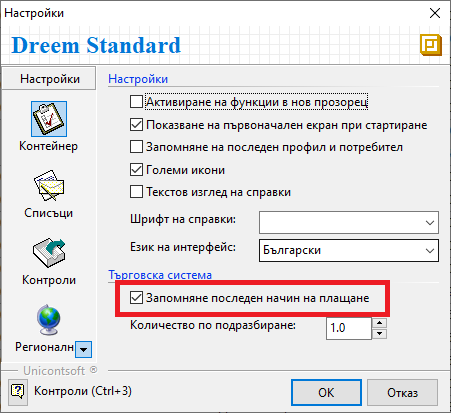 Настройки
Dreem Standard
Настройки
Контейнер
Списъци
Контроли
Регионалн
Настройки
Активиране на функции в нов прозорец
Показване на първоначален екран при стартиране
Запомняне на последен профил и потребител
Големи икони
Текстов изглед на справки
Шрифт на справки:
Език на интерфейс: Български
Търговска система
Запомняне последен начин на плащане
Количество по подразбиране: 1.0
Unicontsoft ®
? Контроли (Ctrl+3) OK Отказ